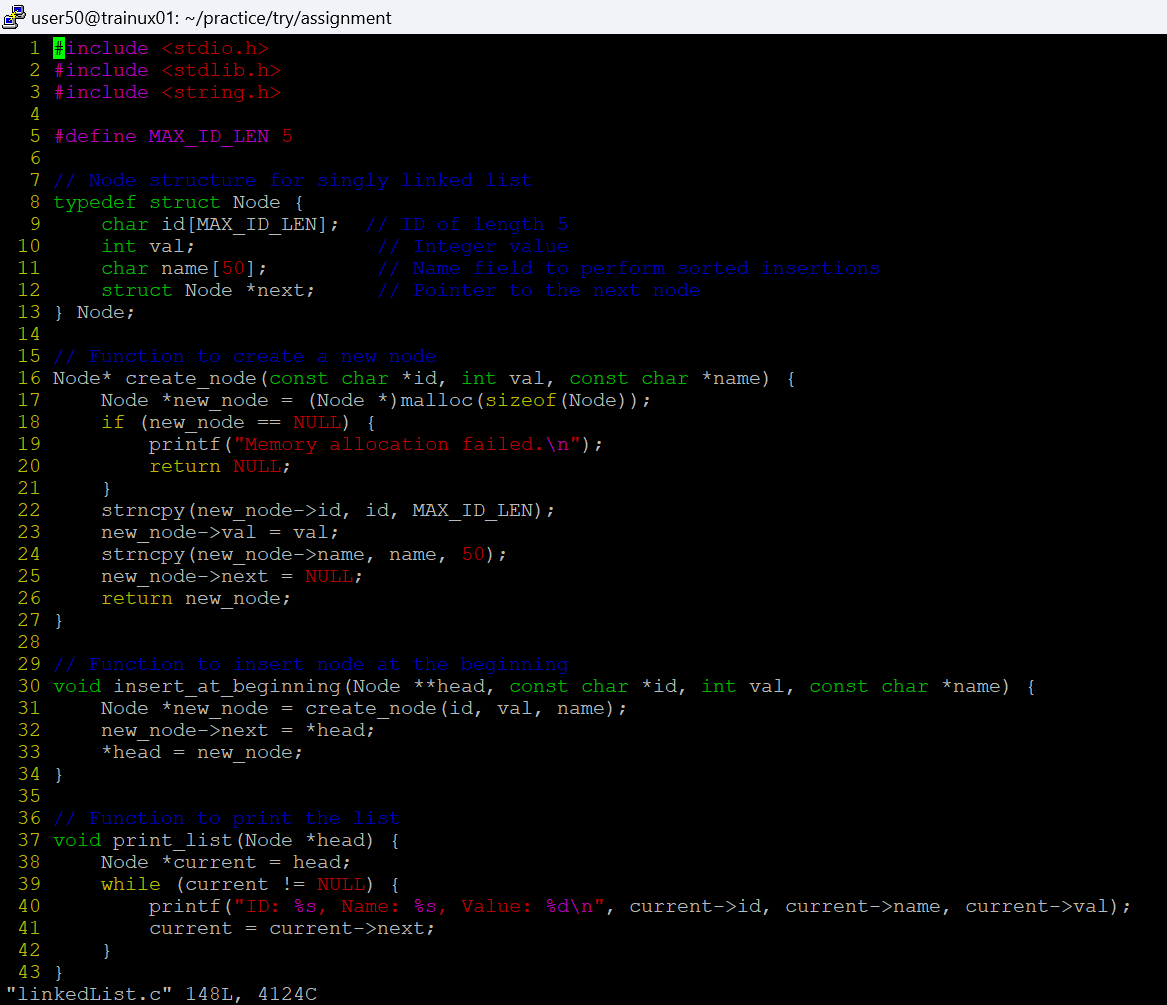 user50@trainux01: ~/practice/try/assignment
1 #include <stdio.h>
2 #include <stdlib.h>
3 #include <string.h>
4
5 #define MAX_ID_LEN 5
6
7 // Node structure for singly linked list
8 typedef struct Node {
9     char id[MAX_ID_LEN];  // ID of length 5
10     int val;               // Integer value
11     char name[50];         // Name field to perform sorted insertions
12     struct Node *next;     // Pointer to the next node
13 } Node;
14
15 // Function to create a new node
16 Node* create_node(const char *id, int val, const char *name) {
17     Node *new_node = (Node *)malloc(sizeof(Node));
18     if (new_node == NULL) {
19         printf("Memory allocation failed.\n");
20         return NULL;
21     }
22     strncpy(new_node->id, id, MAX_ID_LEN);
23     new_node->val = val;
24     strncpy(new_node->name, name, 50);
25     new_node->next = NULL;
26     return new_node;
27 }
28
29 // Function to insert node at the beginning
30 void insert_at_beginning(Node **head, const char *id, int val, const char *name) {
31     Node *new_node = create_node(id, val, name);
32     new_node->next = *head;
33     *head = new_node;
34 }
35
36 // Function to print the list
37 void print_list(Node *head) {
38     Node *current = head;
39     while (current != NULL) {
40         printf("ID: %s, Name: %s, Value: %d\n", current->id, current->name, current->val);
41         current = current->next;
42     }
43 }
"linkedList.c" 148L, 4124C